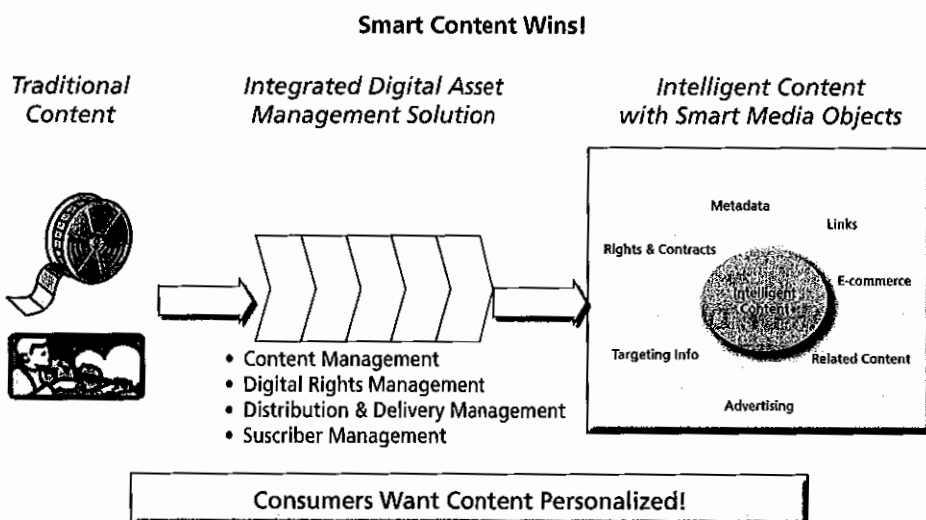 Smart Content Wins!
Traditional
Content
Integrated Digital Asset
Management Solution
Intelligent Content
with Smart Media Objects
Metadata
Links
Rights & Contracts
E-commerce
Intelligent
Content
Targeting Info
Related Content
Advertising
• Content Management
• Digital Rights Management
• Distribution & Delivery Management
• Suscriber Management
Consumers Want Content Personalized!